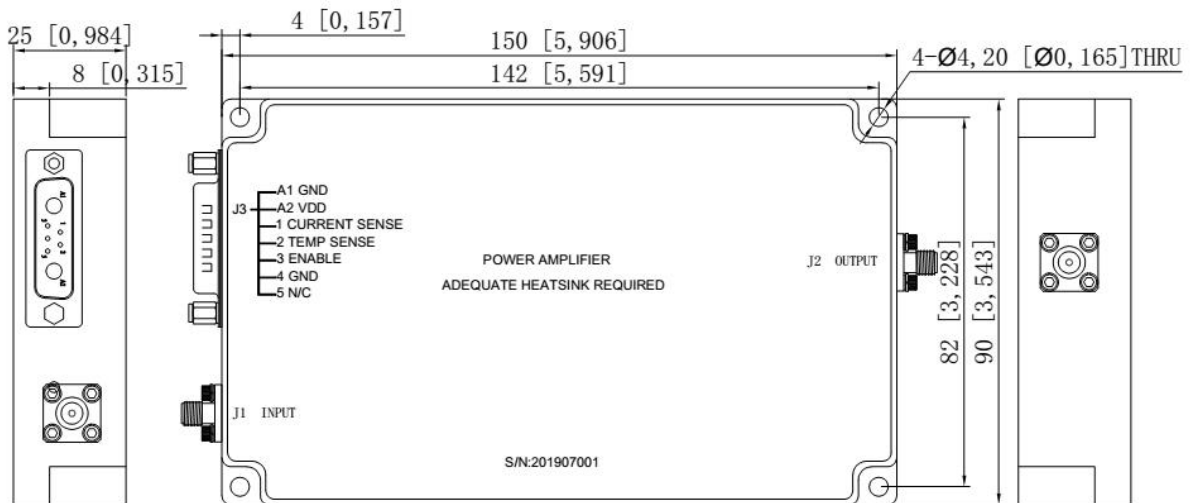 4 [0,157]
25 [0,984]
150 [5,906]
8 [0,315]
142 [5,591]
4-Ø4,20 [Ø0,165]THRU
J3
A1 GND
A2 VDD
1 CURRENT SENSE
2 TEMP SENSE
3 ENABLE
4 GND
5 N/C
POWER AMPLIFIER
ADEQUATE HEATSINK REQUIRED
J2 OUTPUT
82 [3,228]
90 [3,543]
J1 INPUT
S/N:201907001